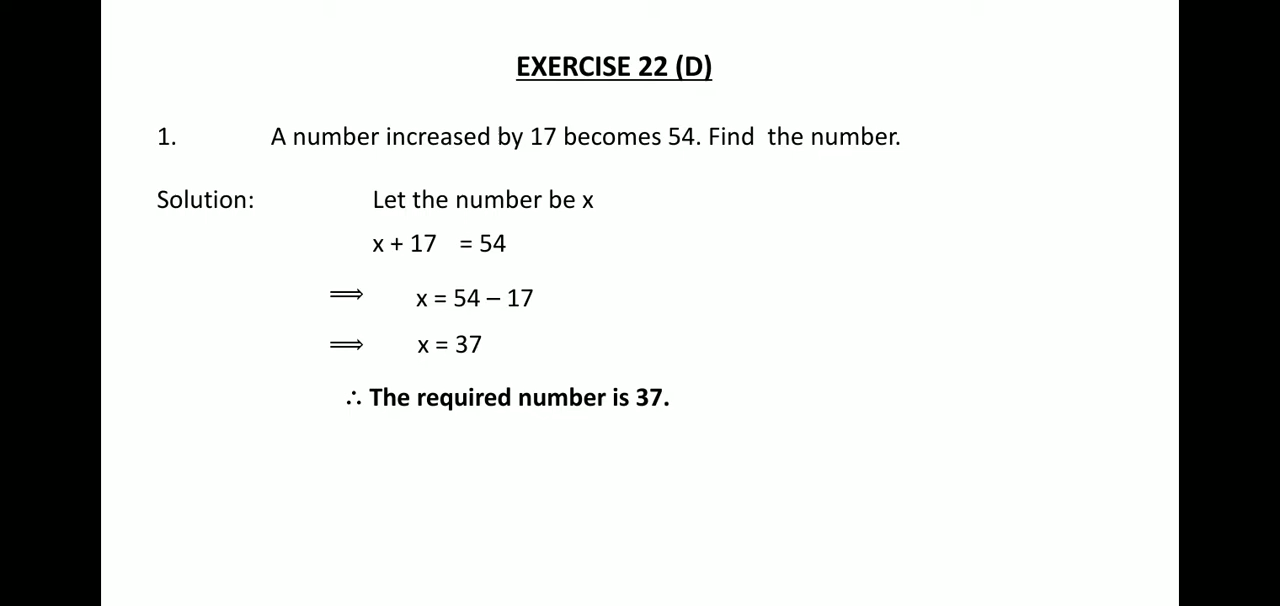 EXERCISE 22 (D)
1. A number increased by 17 becomes 54. Find the number.
Solution: Let the number be x
x + 17 = 54
⟹ x = 54 – 17
⟹ x = 37
∴ The required number is 37.